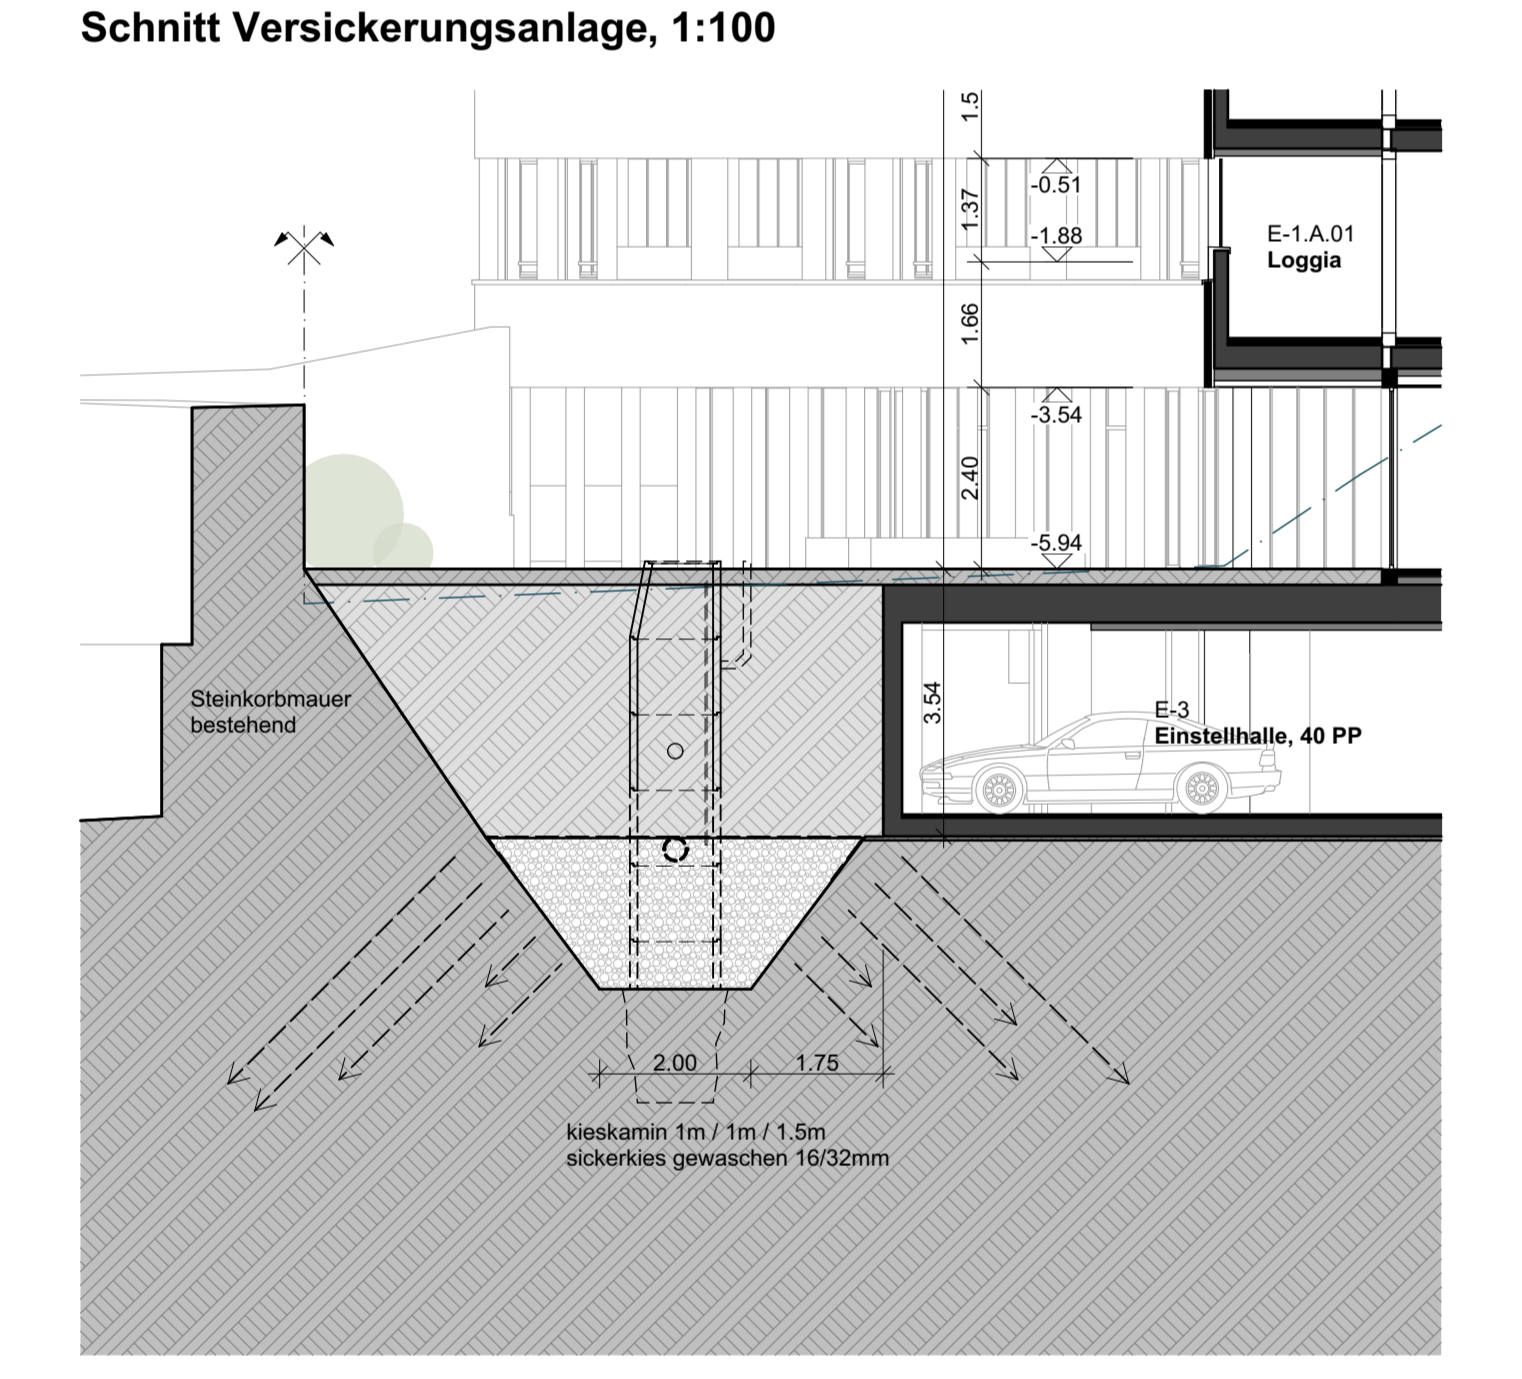 Schnitt Versickerungsanlage, 1:100
1.5
-0.51
1.37
-1.88
E-1.A.01
Loggia
1.66
-3.54
2.40
-5.94
Steinkorbmauer
bestehend
3.54
E-3
Einstellhalle, 40 PP
2.00
1.75
kieskamin 1m / 1m / 1.5m
sickerkies gewaschen 16/32mm